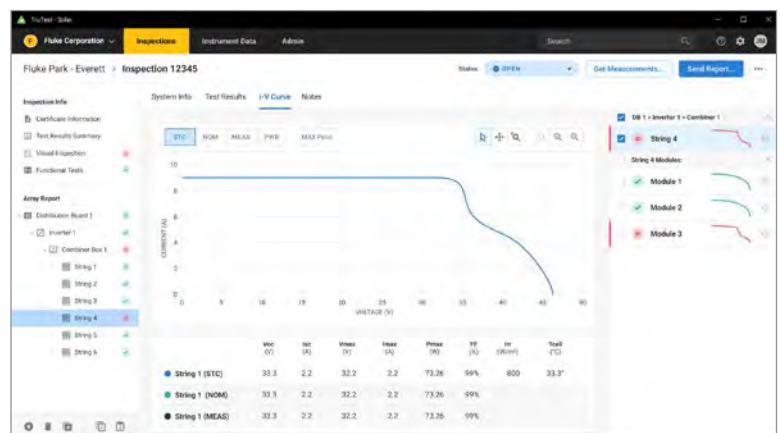 TruTest - Solar
F Fluke Corporation Inspections Instrument Data Admin Search
Fluke Park - Everett > Inspection 12345 Status OPEN Get Measurements... Send Report...
System Info Test Results I-V Curve Notes
Inspection Info
Certificate Information
Test Results Summary
Visual Inspection
Functional Tests
Array Report
Distribution Board 1
Inverter 1
Combiner Box 1
String 1
String 2
String 3
String 4
String 5
String 6
STC NOM MEAS PWR MAX Point
CURRENT (A)
10
8
6
4
2
0
0 5 10 15 20 25 30 35 40 45 50
VOLTAGE (V)
Voc (V) Isc (A) Vmax (V) Imax (A) Pmax (W) FF (%) Irr (W/m²) Tcell (°C)
String 1 (STC) 33.3 2.2 32.2 2.2 73.26 99% 800 33.3°
String 1 (NOM) 33.3 2.2 32.2 2.2 73.26 99%
String 1 (MEAS) 33.3 2.2 32.2 2.2 73.26 99%
DB 1 > Inverter 1 > Combiner 1
String 4
String 4 Modules:
Module 1
Module 2
Module 3